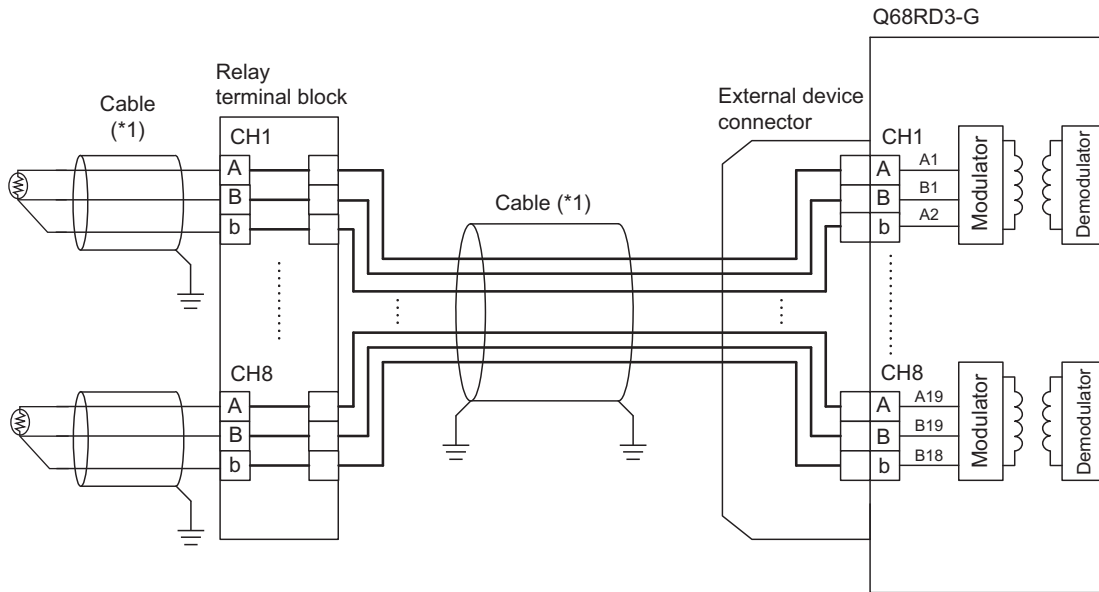 Q68RD3-G
Relay
terminal block
Cable
(*1)
External device
connector
CH1
A
B
b
Cable (*1)
CH1
A
B
b
A1
B1
A2
Modulator
Demodulator
CH8
A
B
b
CH8
A
B
b
A19
B19
B18
Modulator
Demodulator